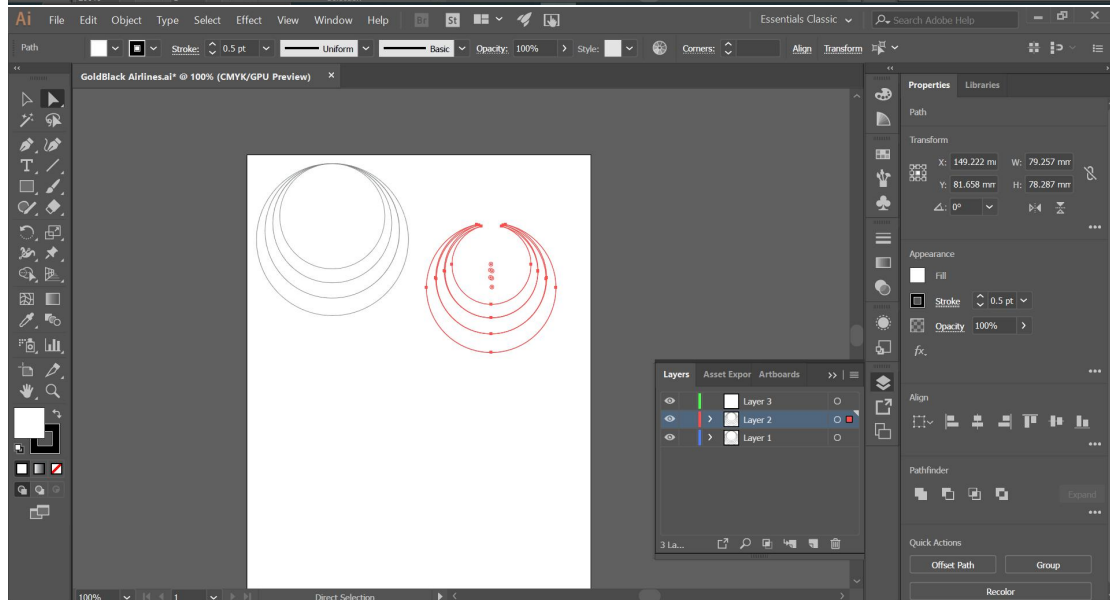 Ai File Edit Object Type Select Effect View Window Help Br St Essentials Classic Search Adobe Help
Path Stroke: 0.5 pt Uniform Basic Opacity: 100% Style: Corners: Align Transform
GoldBlack Airlines.ai* @ 100% (CMYK/GPU Preview) ×
Properties Libraries
Path
Transform
X: 149.222 m W: 79.257 mm
Y: 81.658 mm H: 78.287 mm
0°
Appearance
Fill
Stroke 0.5 pt
Opacity 100%
fx.
Layers Asset Expor Artboards
Layer 3
Layer 2
Layer 1
3 La...
Align
Pathfinder
Expand
Quick Actions
Offset Path Group
Recolor
100% 1 Direct Selection